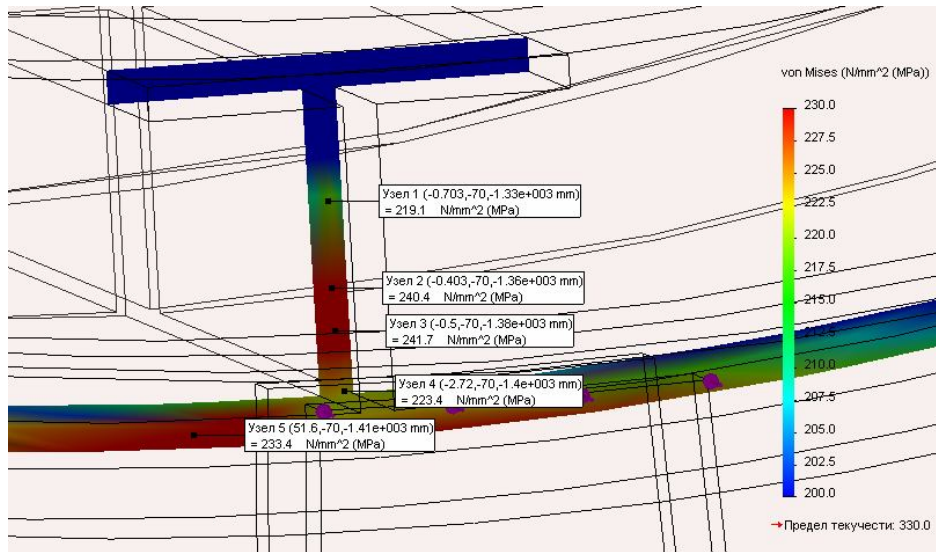 von Mises (N/mm^2 (MPa))
230.0
227.5
225.0
222.5
220.0
217.5
215.0
212.5
210.0
207.5
205.0
202.5
200.0
Предел текучести: 330.0
Узел 1 (-0.703,-70,-1.33e+003 mm)
= 219.1 N/mm^2 (MPa)
Узел 2 (-0.403,-70,-1.36e+003 mm)
= 240.4 N/mm^2 (MPa)
Узел 3 (-0.5,-70,-1.38e+003 mm)
= 241.7 N/mm^2 (MPa)
Узел 4 (-2.72,-70,-1.4e+003 mm)
= 223.4 N/mm^2 (MPa)
Узел 5 (51.6,-70,-1.41e+003 mm)
= 233.4 N/mm^2 (MPa)